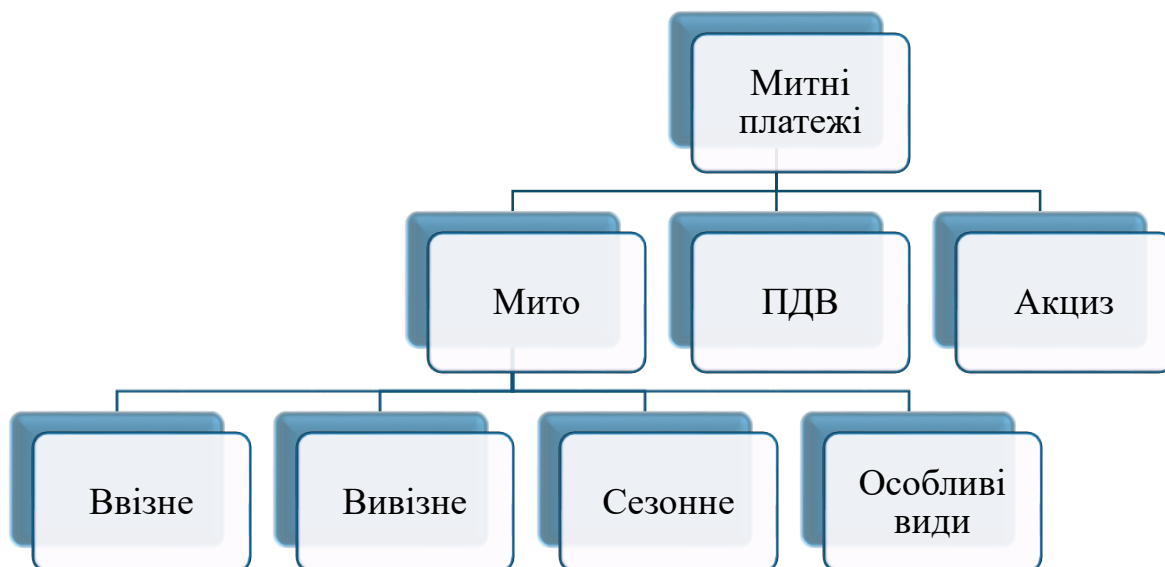 Митні
платежі
Мито
ПДВ
Акциз
Ввізне
Вивізне
Сезонне
Особливі
види